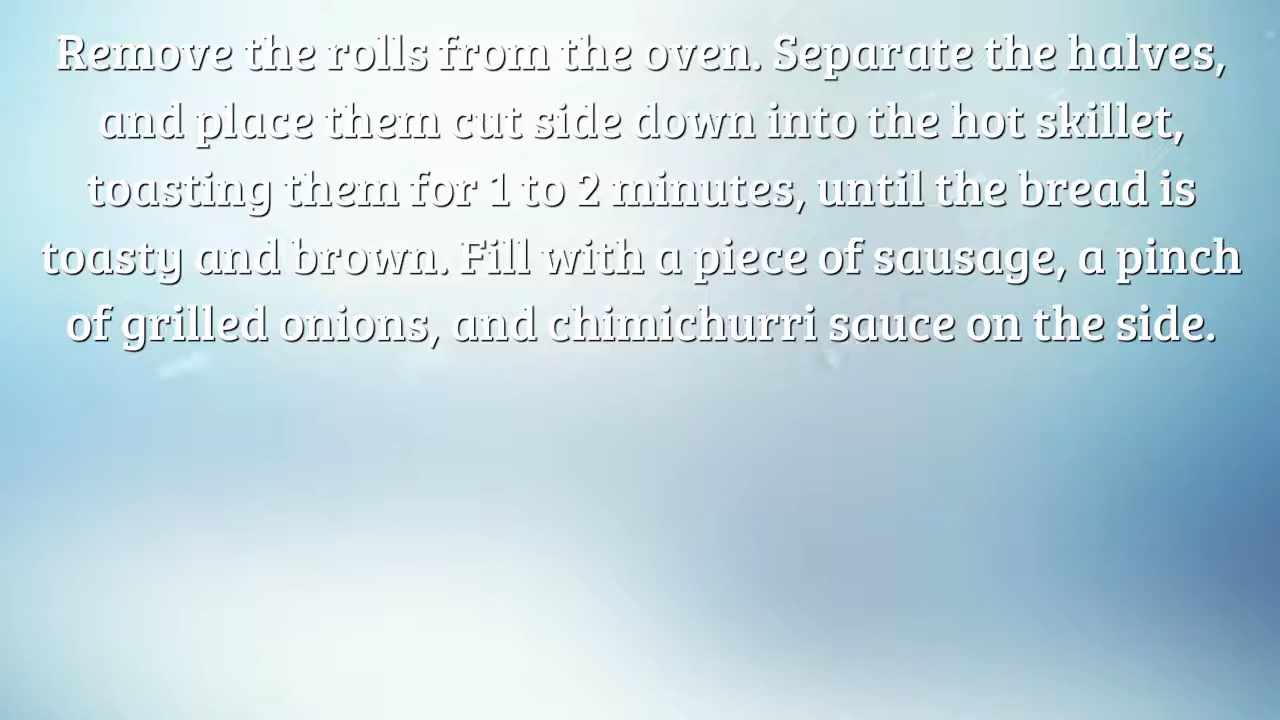 Remove the rolls from the oven. Separate the halves,
and place them cut side down into the hot skillet,
toasting them for 1 to 2 minutes, until the bread is
toasty and brown. Fill with a piece of sausage, a pinch
of grilled onions, and chimichurri sauce on the side.